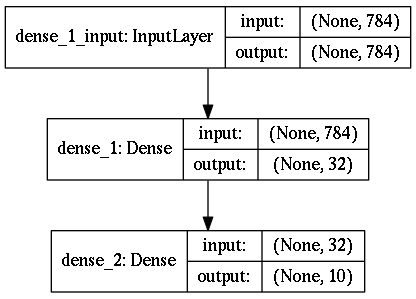 dense_1_input: InputLayer
input: (None, 784)
output: (None, 784)
dense_1: Dense
input: (None, 784)
output: (None, 32)
dense_2: Dense
input: (None, 32)
output: (None, 10)